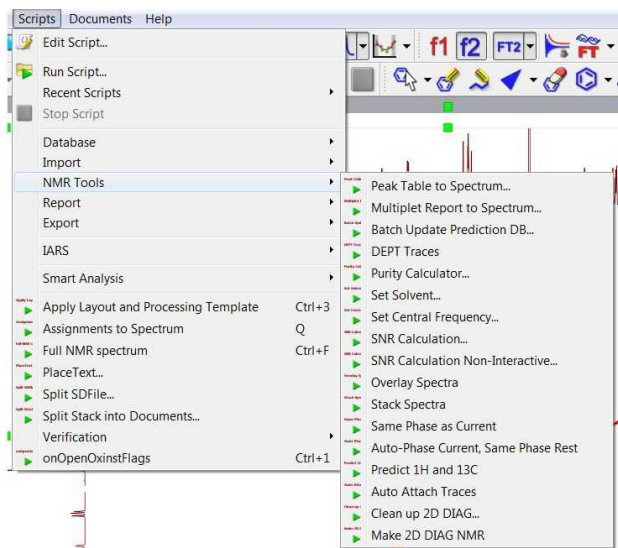 Scripts Documents Help
Edit Script...
f1 f2 FT2 FT
Run Script...
Recent Scripts
Stop Script
Database
Import
NMR Tools
Report
Export
IARS
Smart Analysis
Apply Layout and Processing Template Ctrl+3
Assignments to Spectrum Q
Full NMR spectrum Ctrl+F
PlaceText...
Split SDFile...
Split Stack into Documents...
Verification
onOpenOxinstFlags Ctrl+1
Peak Table to Spectrum...
Multiplet Report to Spectrum...
Batch Update Prediction DB...
DEPT Traces
Purity Calculator...
Set Solvent...
Set Central Frequency...
SNR Calculation...
SNR Calculation Non-Interactive...
Overlay Spectra
Stack Spectra
Same Phase as Current
Auto-Phase Current, Same Phase Rest
Predict 1H and 13C
Auto Attach Traces
Clean up 2D DIAG...
Make 2D DIAG NMR